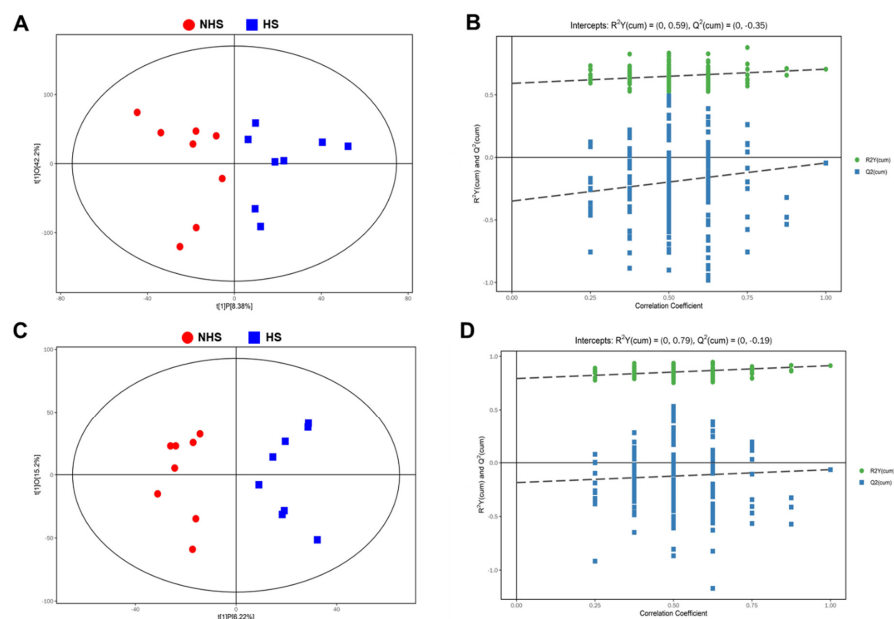 A
NHS HS
t[1]O[42.2%]
100
0
-100
-80 -40 0 40 80
t[1]P[8.38%]
B
Intercepts: R²Y(cum) = (0, 0.59), Q²(cum) = (0, -0.35)
R²Y(cum) and Q²(cum)
0.5
0.0
-0.5
-1.0
0.00 0.25 0.50 0.75 1.00
Correlation Coefficient
R2Y(cum)
Q2(cum)
C
NHS HS
t[1]O[15.2%]
100
50
0
-50
-100
-40 0 40
t[1]P[6.22%]
D
Intercepts: R²Y(cum) = (0, 0.79), Q²(cum) = (0, -0.19)
R²Y(cum) and Q²(cum)
1.0
0.5
0.0
-0.5
-1.0
0.00 0.25 0.50 0.75 1.00
Correlation Coefficient
R2Y(cum)
Q2(cum)